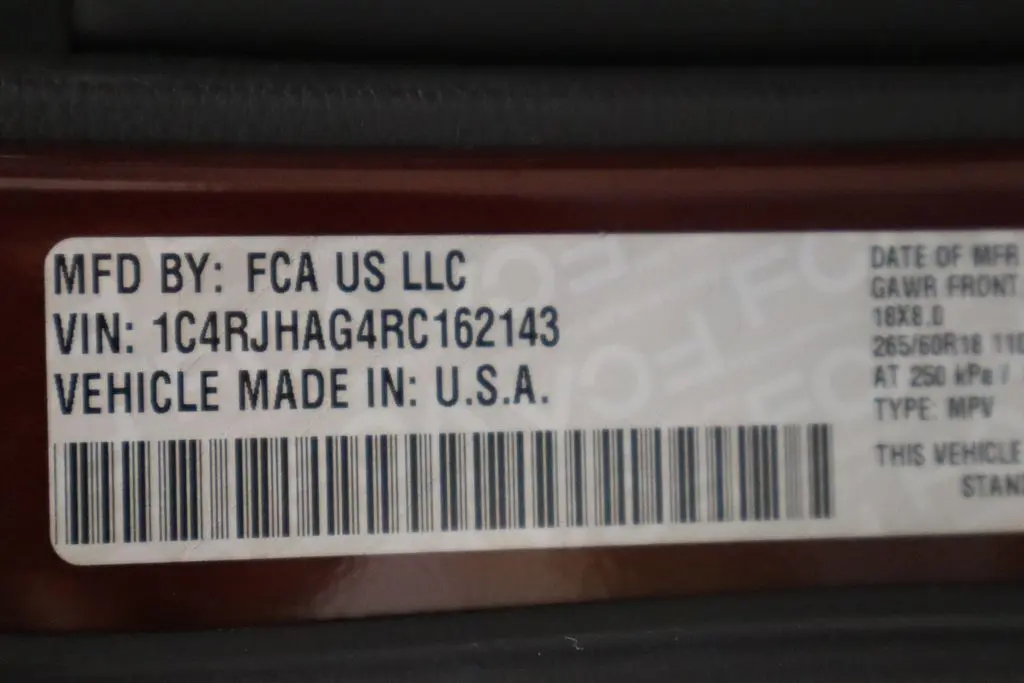 MFD BY: FCA US LLC
VIN: 1C4RJHAG4RC162143
VEHICLE MADE IN: U.S.A.
DATE OF MFR
GAWR FRONT
18X8.0
265/60R18 110
AT 250 kPa /
TYPE: MPV
THIS VEHICLE
STAN